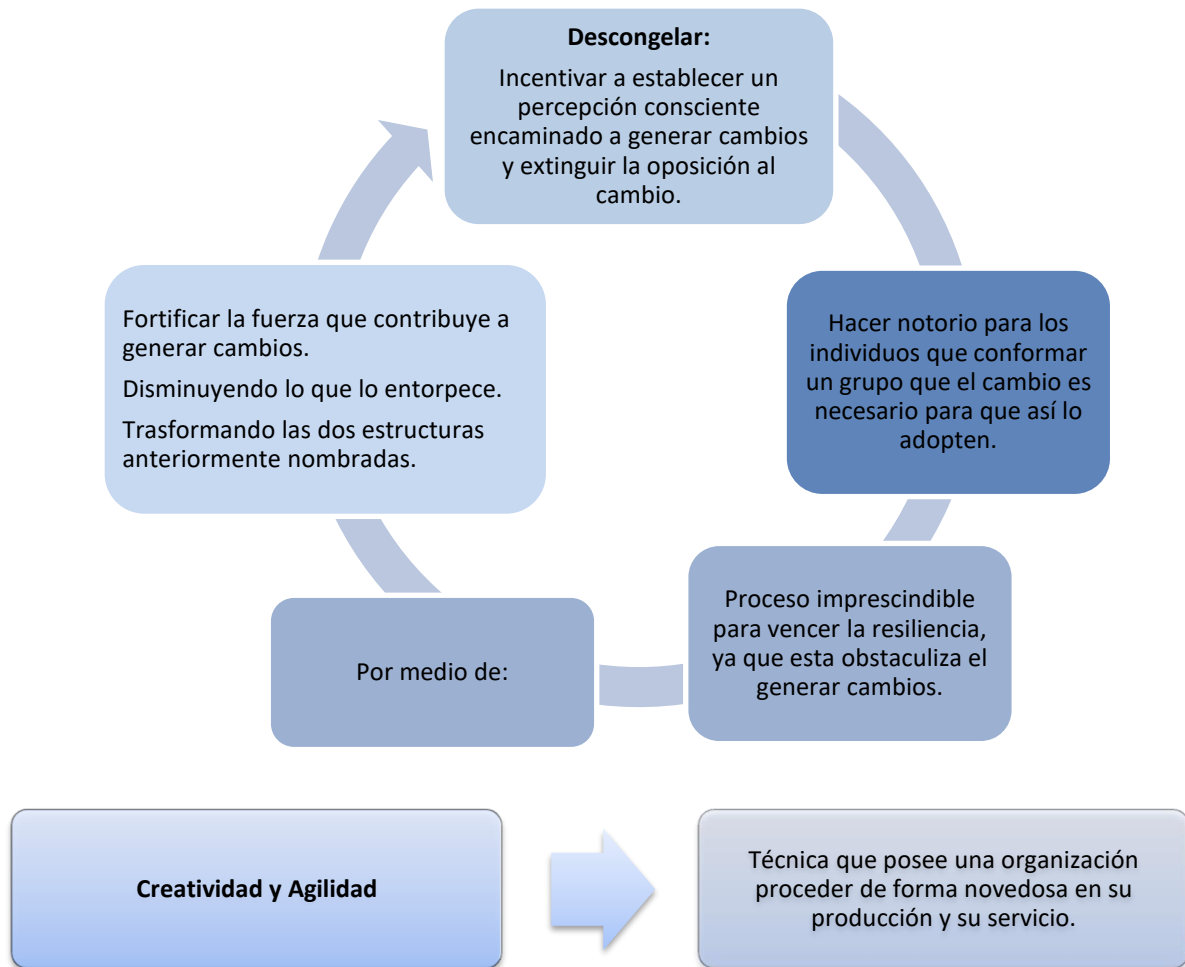 Descongelar:
Incentivar a establecer un
percepción consciente
encaminado a generar cambios
y extinguir la oposición al
cambio.
Hacer notorio para los
individuos que conformar
un grupo que el cambio es
necesario para que así lo
adopten.
Proceso imprescindible
para vencer la resiliencia,
ya que esta obstaculiza el
generar cambios.
Por medio de:
Fortificar la fuerza que contribuye a
generar cambios.
Disminuyendo lo que lo entorpece.
Trasformando las dos estructuras
anteriormente nombradas.
Creatividad y Agilidad
Técnica que posee una organización
proceder de forma novedosa en su
producción y su servicio.